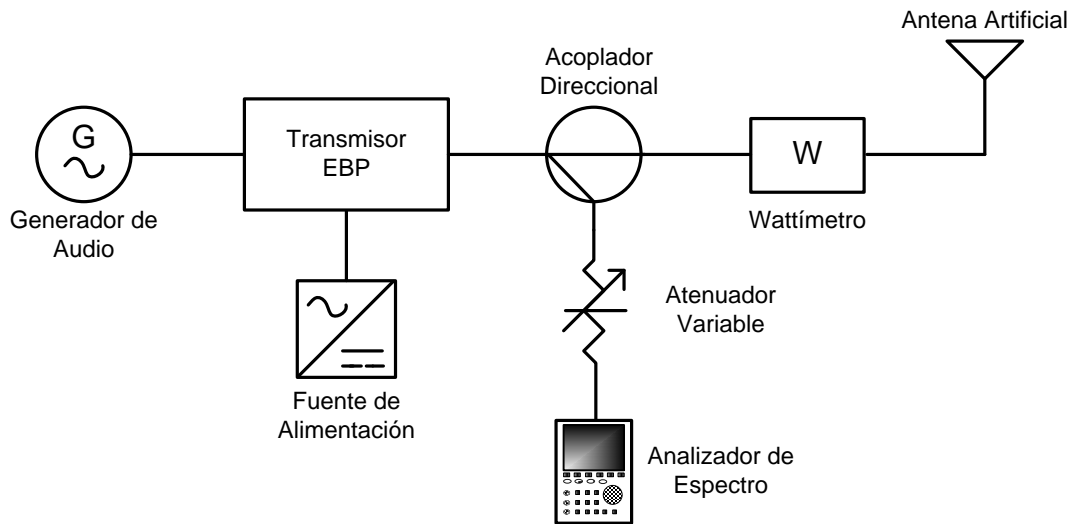 Antena Artificial
Acoplador
Direccional
G
Transmisor
EBP
W
Generador de
Audio
Wattímetro
Atenuador
Variable
Fuente de
Alimentación
Analizador de
Espectro